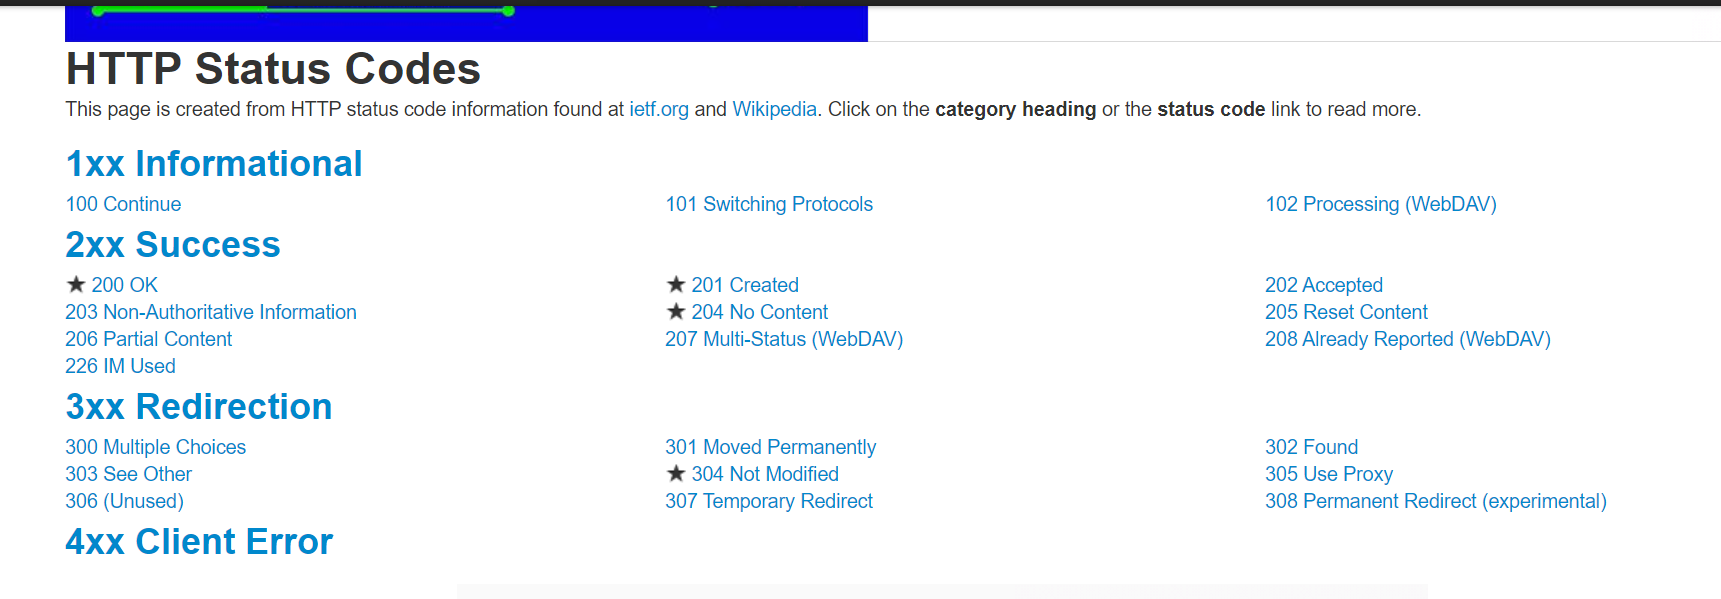 HTTP Status Codes
This page is created from HTTP status code information found at ietf.org and Wikipedia. Click on the category heading or the status code link to read more.
1xx Informational
100 Continue 101 Switching Protocols 102 Processing (WebDAV)
2xx Success
★ 200 OK ★ 201 Created 202 Accepted
203 Non-Authoritative Information ★ 204 No Content 205 Reset Content
206 Partial Content 207 Multi-Status (WebDAV) 208 Already Reported (WebDAV)
226 IM Used
3xx Redirection
300 Multiple Choices 301 Moved Permanently 302 Found
303 See Other ★ 304 Not Modified 305 Use Proxy
306 (Unused) 307 Temporary Redirect 308 Permanent Redirect (experimental)
4xx Client Error